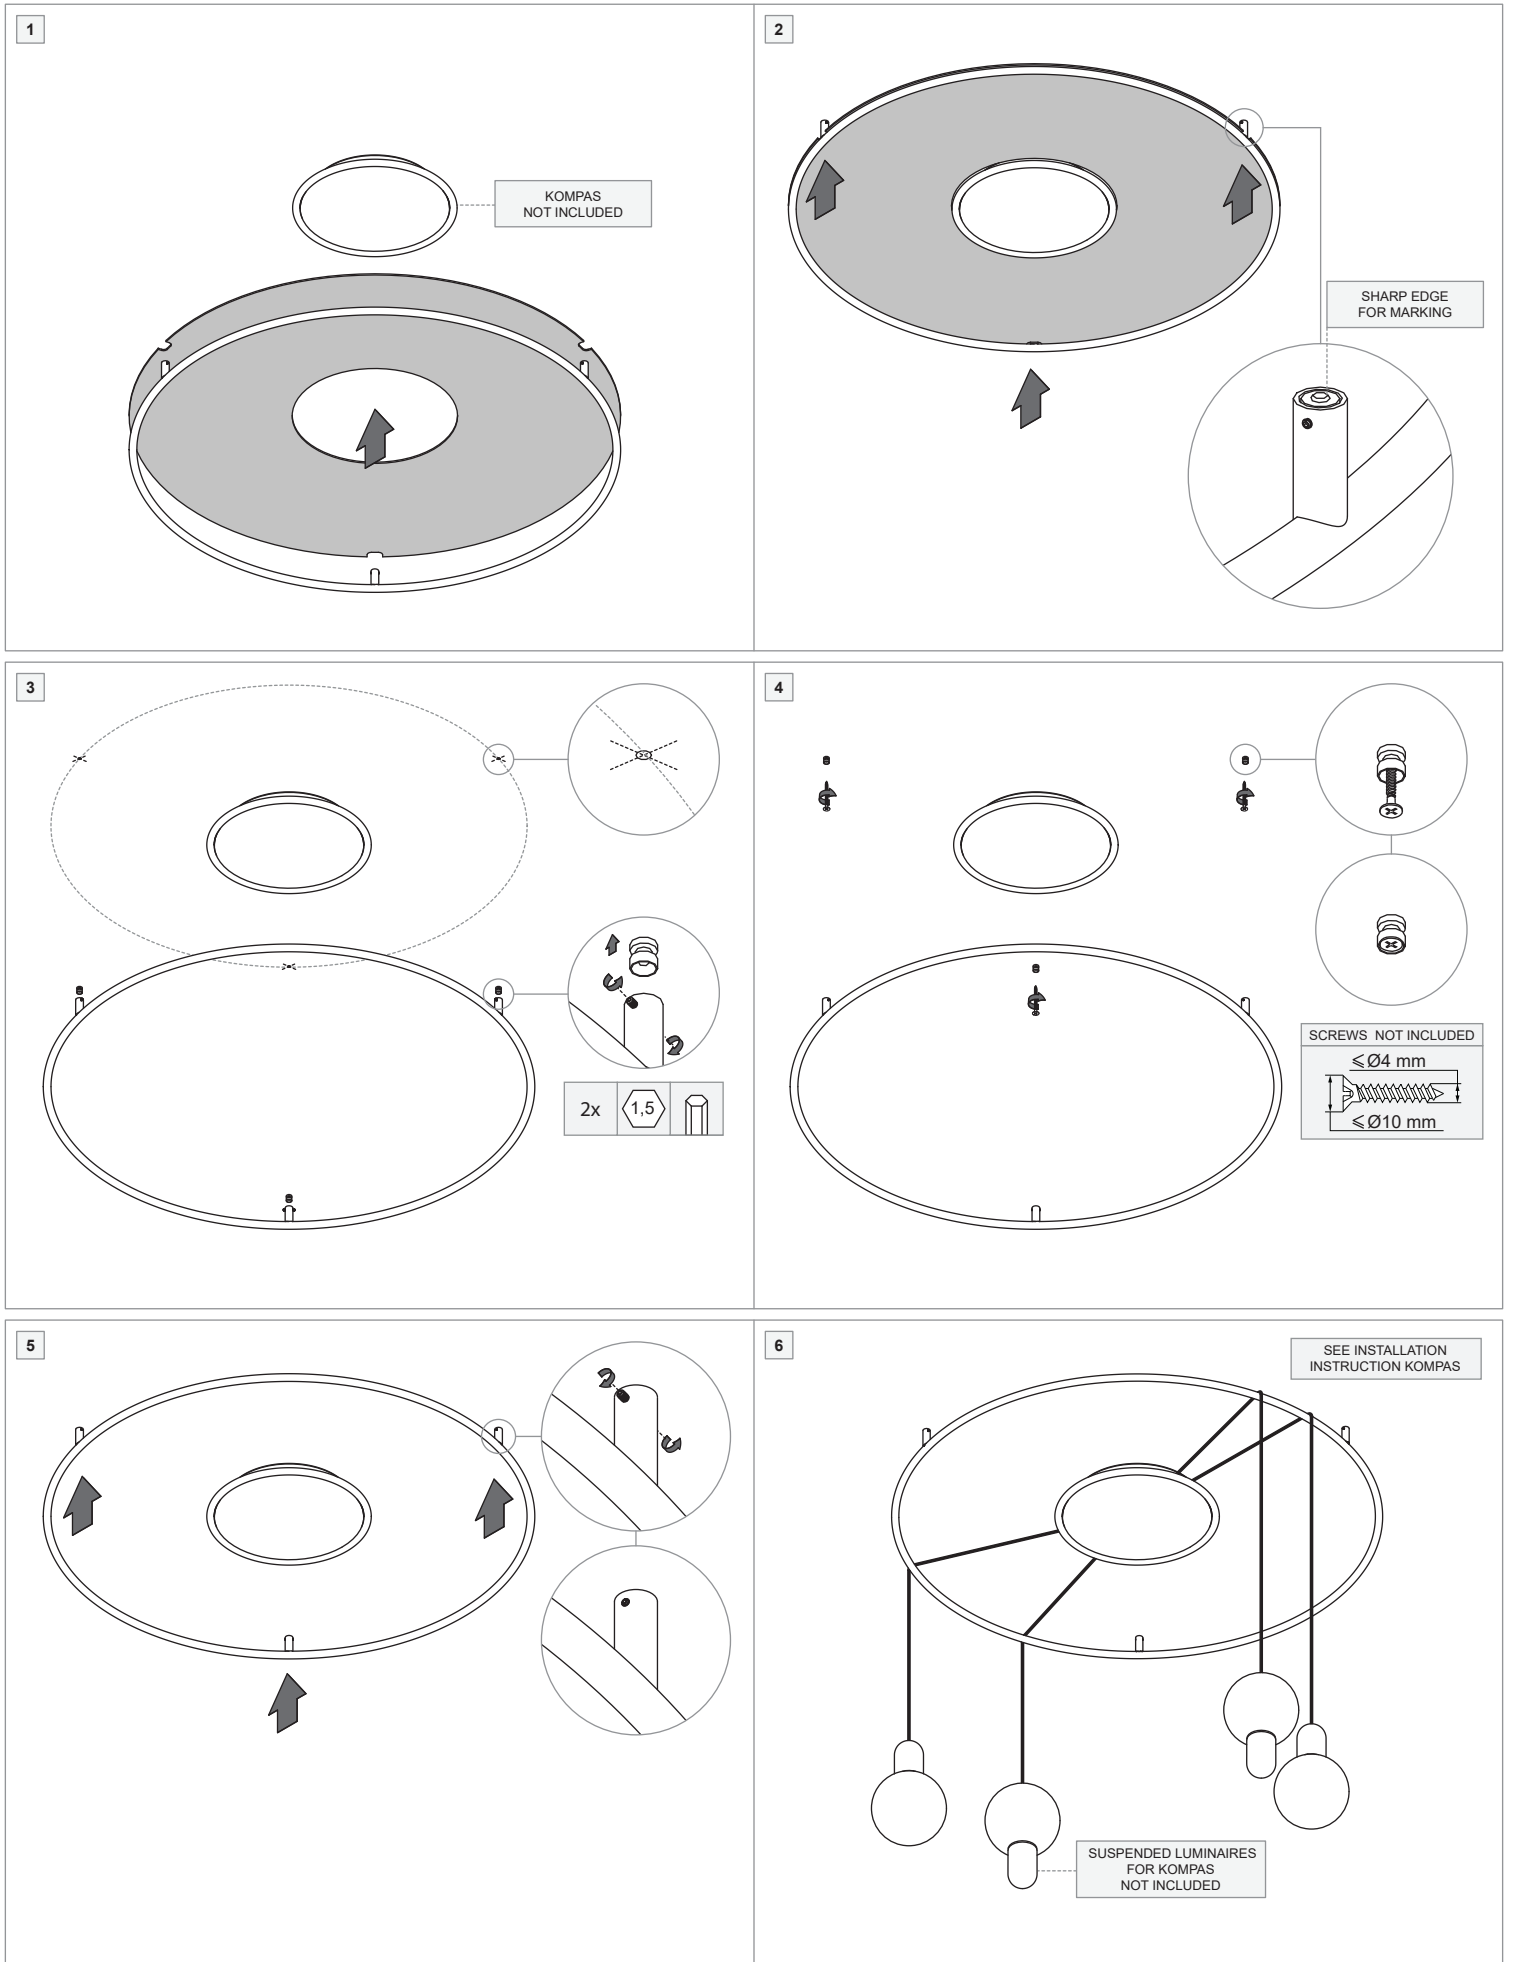 1
KOMPAS
NOT INCLUDED
2
SHARP EDGE
FOR MARKING
3
2x
1,5
4
SCREWS NOT INCLUDED
⩽Ø4 mm
⩽Ø10 mm
5
6
SEE INSTALLATION
INSTRUCTION KOMPAS
SUSPENDED LUMINAIRES
FOR KOMPAS
NOT INCLUDED